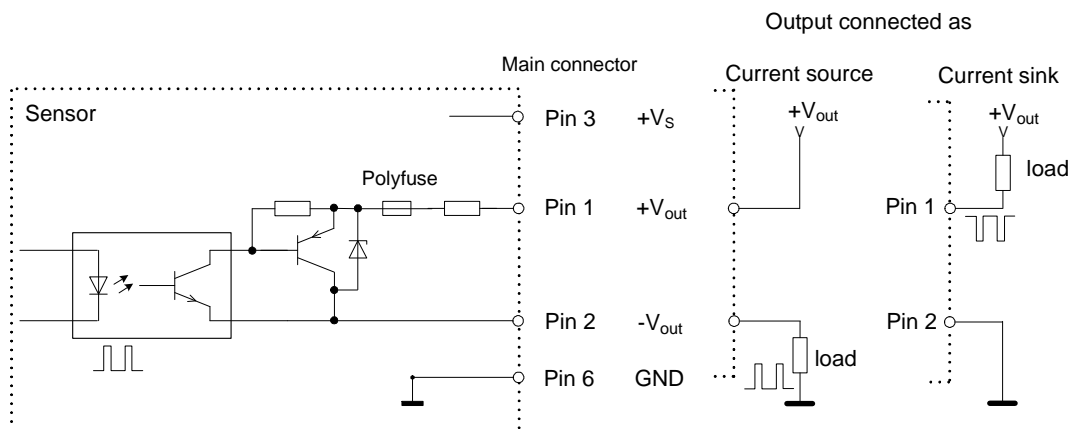 Output connected as
Main connector
Current source
Current sink
Sensor
Pin 3 +VS
+Vout
+Vout
load
Polyfuse
Pin 1 +Vout
Pin 1
Pin 2 -Vout
Pin 2
load
Pin 6 GND